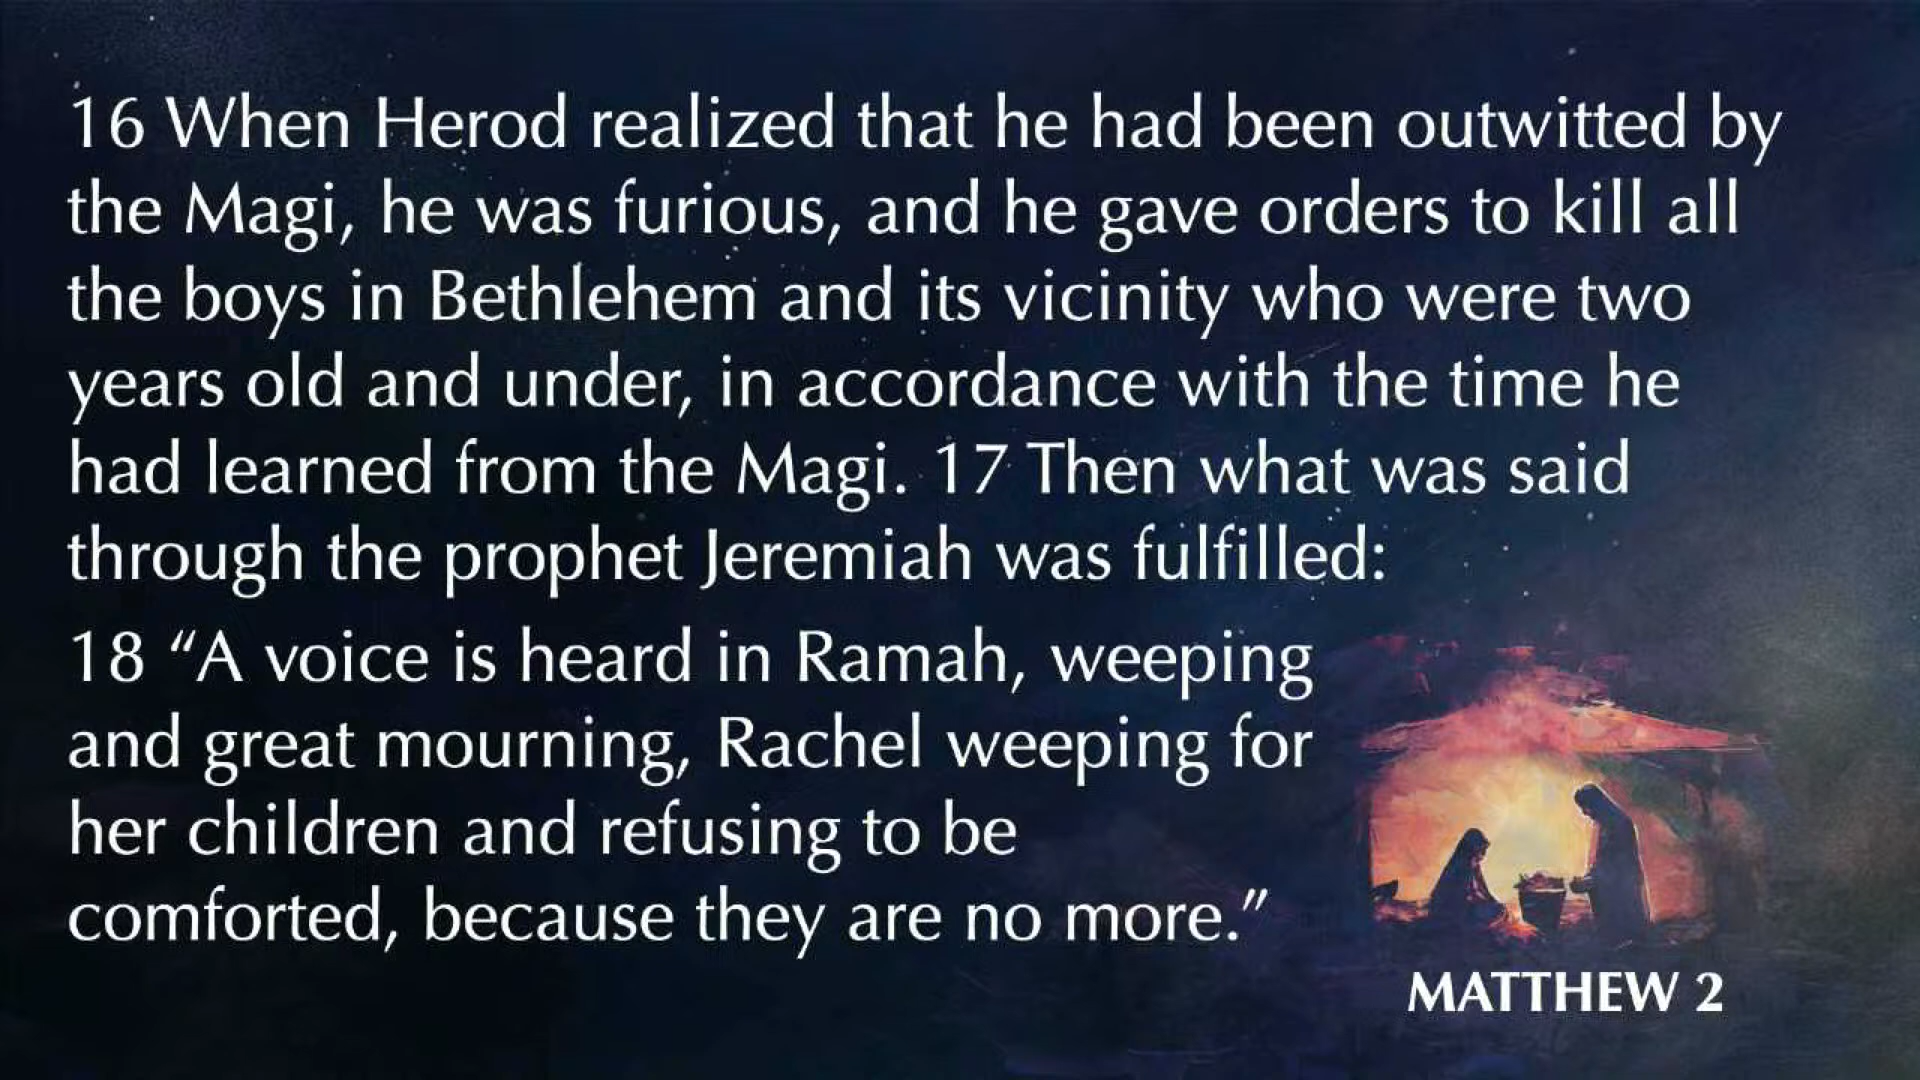 16 When Herod realized that he had been outwitted by
the Magi, he was furious, and he gave orders to kill all
the boys in Bethlehem and its vicinity who were two
years old and under, in accordance with the time he
had learned from the Magi. 17 Then what was said
through the prophet Jeremiah was fulfilled:
18 “A voice is heard in Ramah, weeping
and great mourning, Rachel weeping for
her children and refusing to be
comforted, because they are no more.”
MATTHEW 2